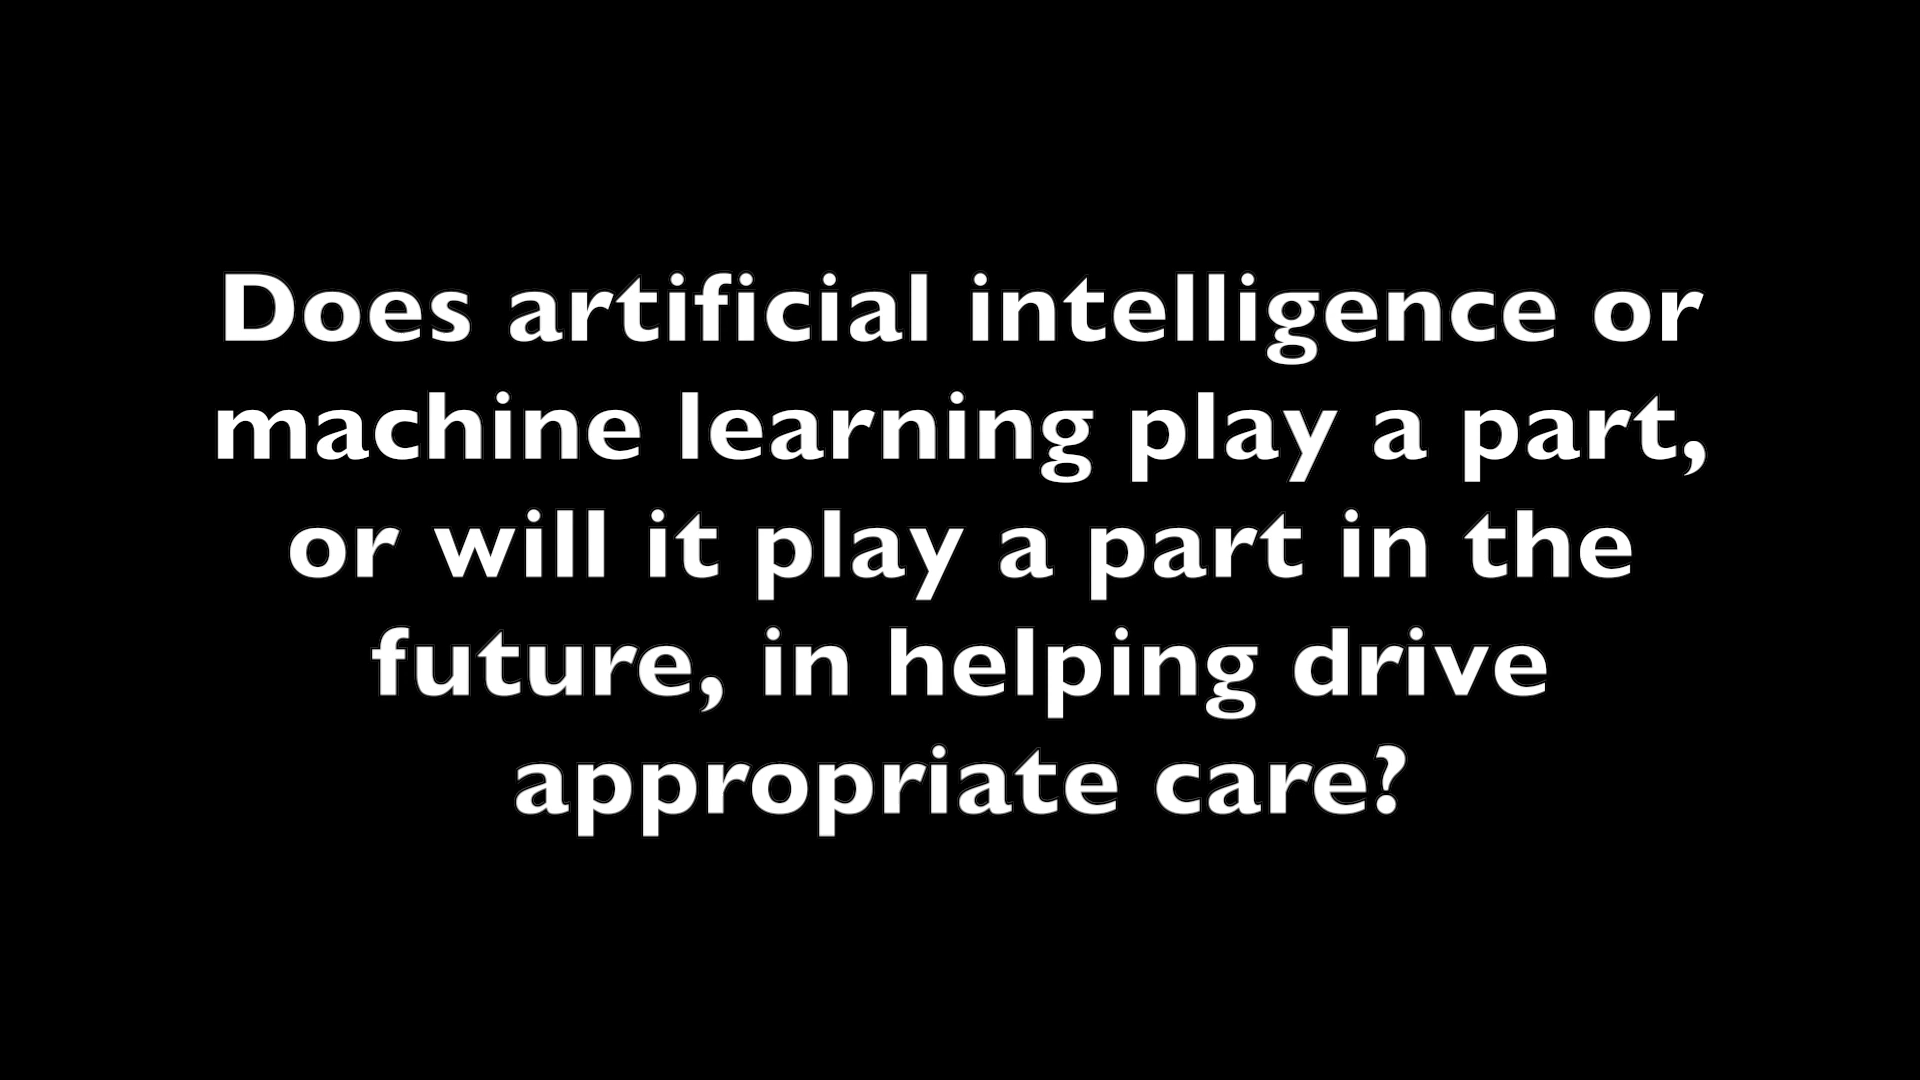 Does artificial intelligence or
machine learning play a part,
or will it play a part in the
future, in helping drive
appropriate care?